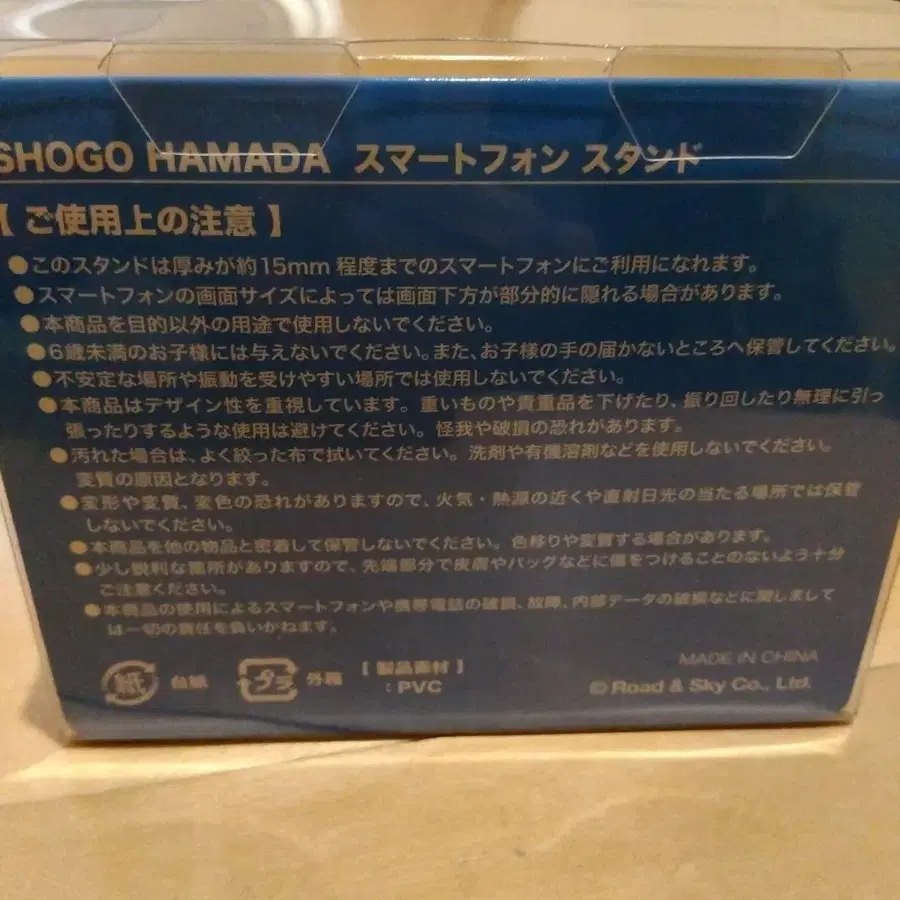 SHOGO HAMADA スマートフォン スタンド
【 ご使用上の注意 】
●このスタンドは厚みが約15mm 程度までのスマートフォンにご利用になれます。
●スマートフォンの画面サイズによっては画面下方が部分的に隠れる場合があります。
●本商品を目的以外の用途で使用しないでください。
●6歳未満のお子様には与えないでください。また、お子様の手の届かないところへ保管してください。
●不安定な場所や振動を受けやすい場所では使用しないでください。
●本商品はデザイン性を重視しています。重いものや貴重品を下げたり、振り回したり無理に引っ
張ったりするような使用は避けてください。怪我や破損の恐れがあります。
●汚れた場合は、よく絞った布で拭いてください。洗剤や有機溶剤などを使用しないでください。
変質の原因となります。
●変形や変質、変色の恐れがありますので、火気・熱源の近くや直射日光の当たる場所では保管
しないでください。
●本商品を他の物品と密着して保管しないでください。色移りや変質する場合があります。
●少し鋭利な箇所がありますので、先端部分で皮膚やバッグなどに傷をつけることのないよう十分
ご注意ください。
●本商品の使用によるスマートフォンや携帯電話の破損、故障、内部データの破損などに関しまして
は一切の責任を負いかねます。
紙 台紙 プラ 外箱 【 製品素材 】
: PVC
MADE IN CHINA
© Road & Sky Co., Ltd.